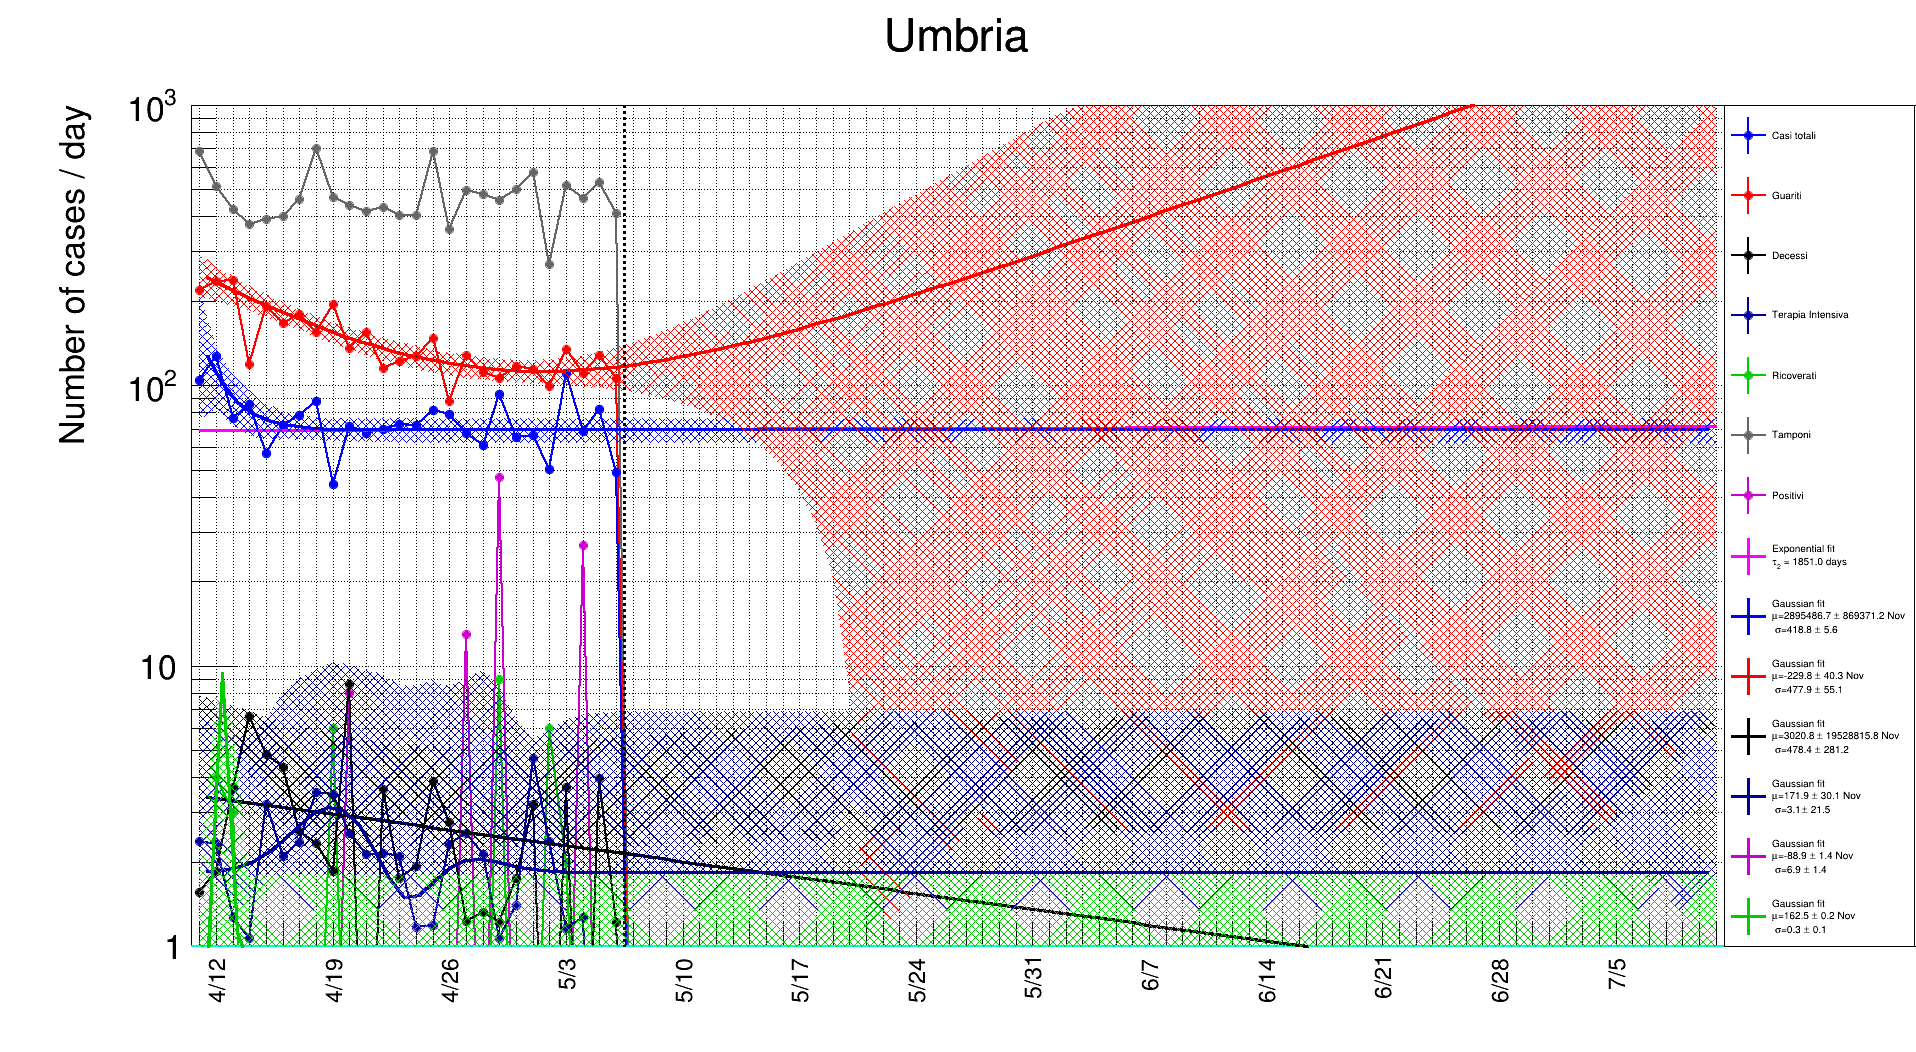 Umbria
Number of cases / day
10³
10²
10
1
4/12
4/19
4/26
5/3
5/10
5/17
5/24
5/31
6/7
6/14
6/21
6/28
7/5
Casi totali
Guariti
Decessi
Terapia Intensiva
Ricoverati
Tamponi
Positivi
Exponential fit
τ₂ = 1851.0 days
Gaussian fit
μ=2895486.7 ± 869371.2 Nov
σ=418.8 ± 5.6
Gaussian fit
μ=-229.8 ± 40.3 Nov
σ=477.9 ± 55.1
Gaussian fit
μ=3020.8 ± 19528815.8 Nov
σ=478.4 ± 281.2
Gaussian fit
μ=171.9 ± 30.1 Nov
σ=3.1 ± 21.5
Gaussian fit
μ=-88.9 ± 1.4 Nov
σ=6.9 ± 1.4
Gaussian fit
μ=162.5 ± 0.2 Nov
σ=0.3 ± 0.1